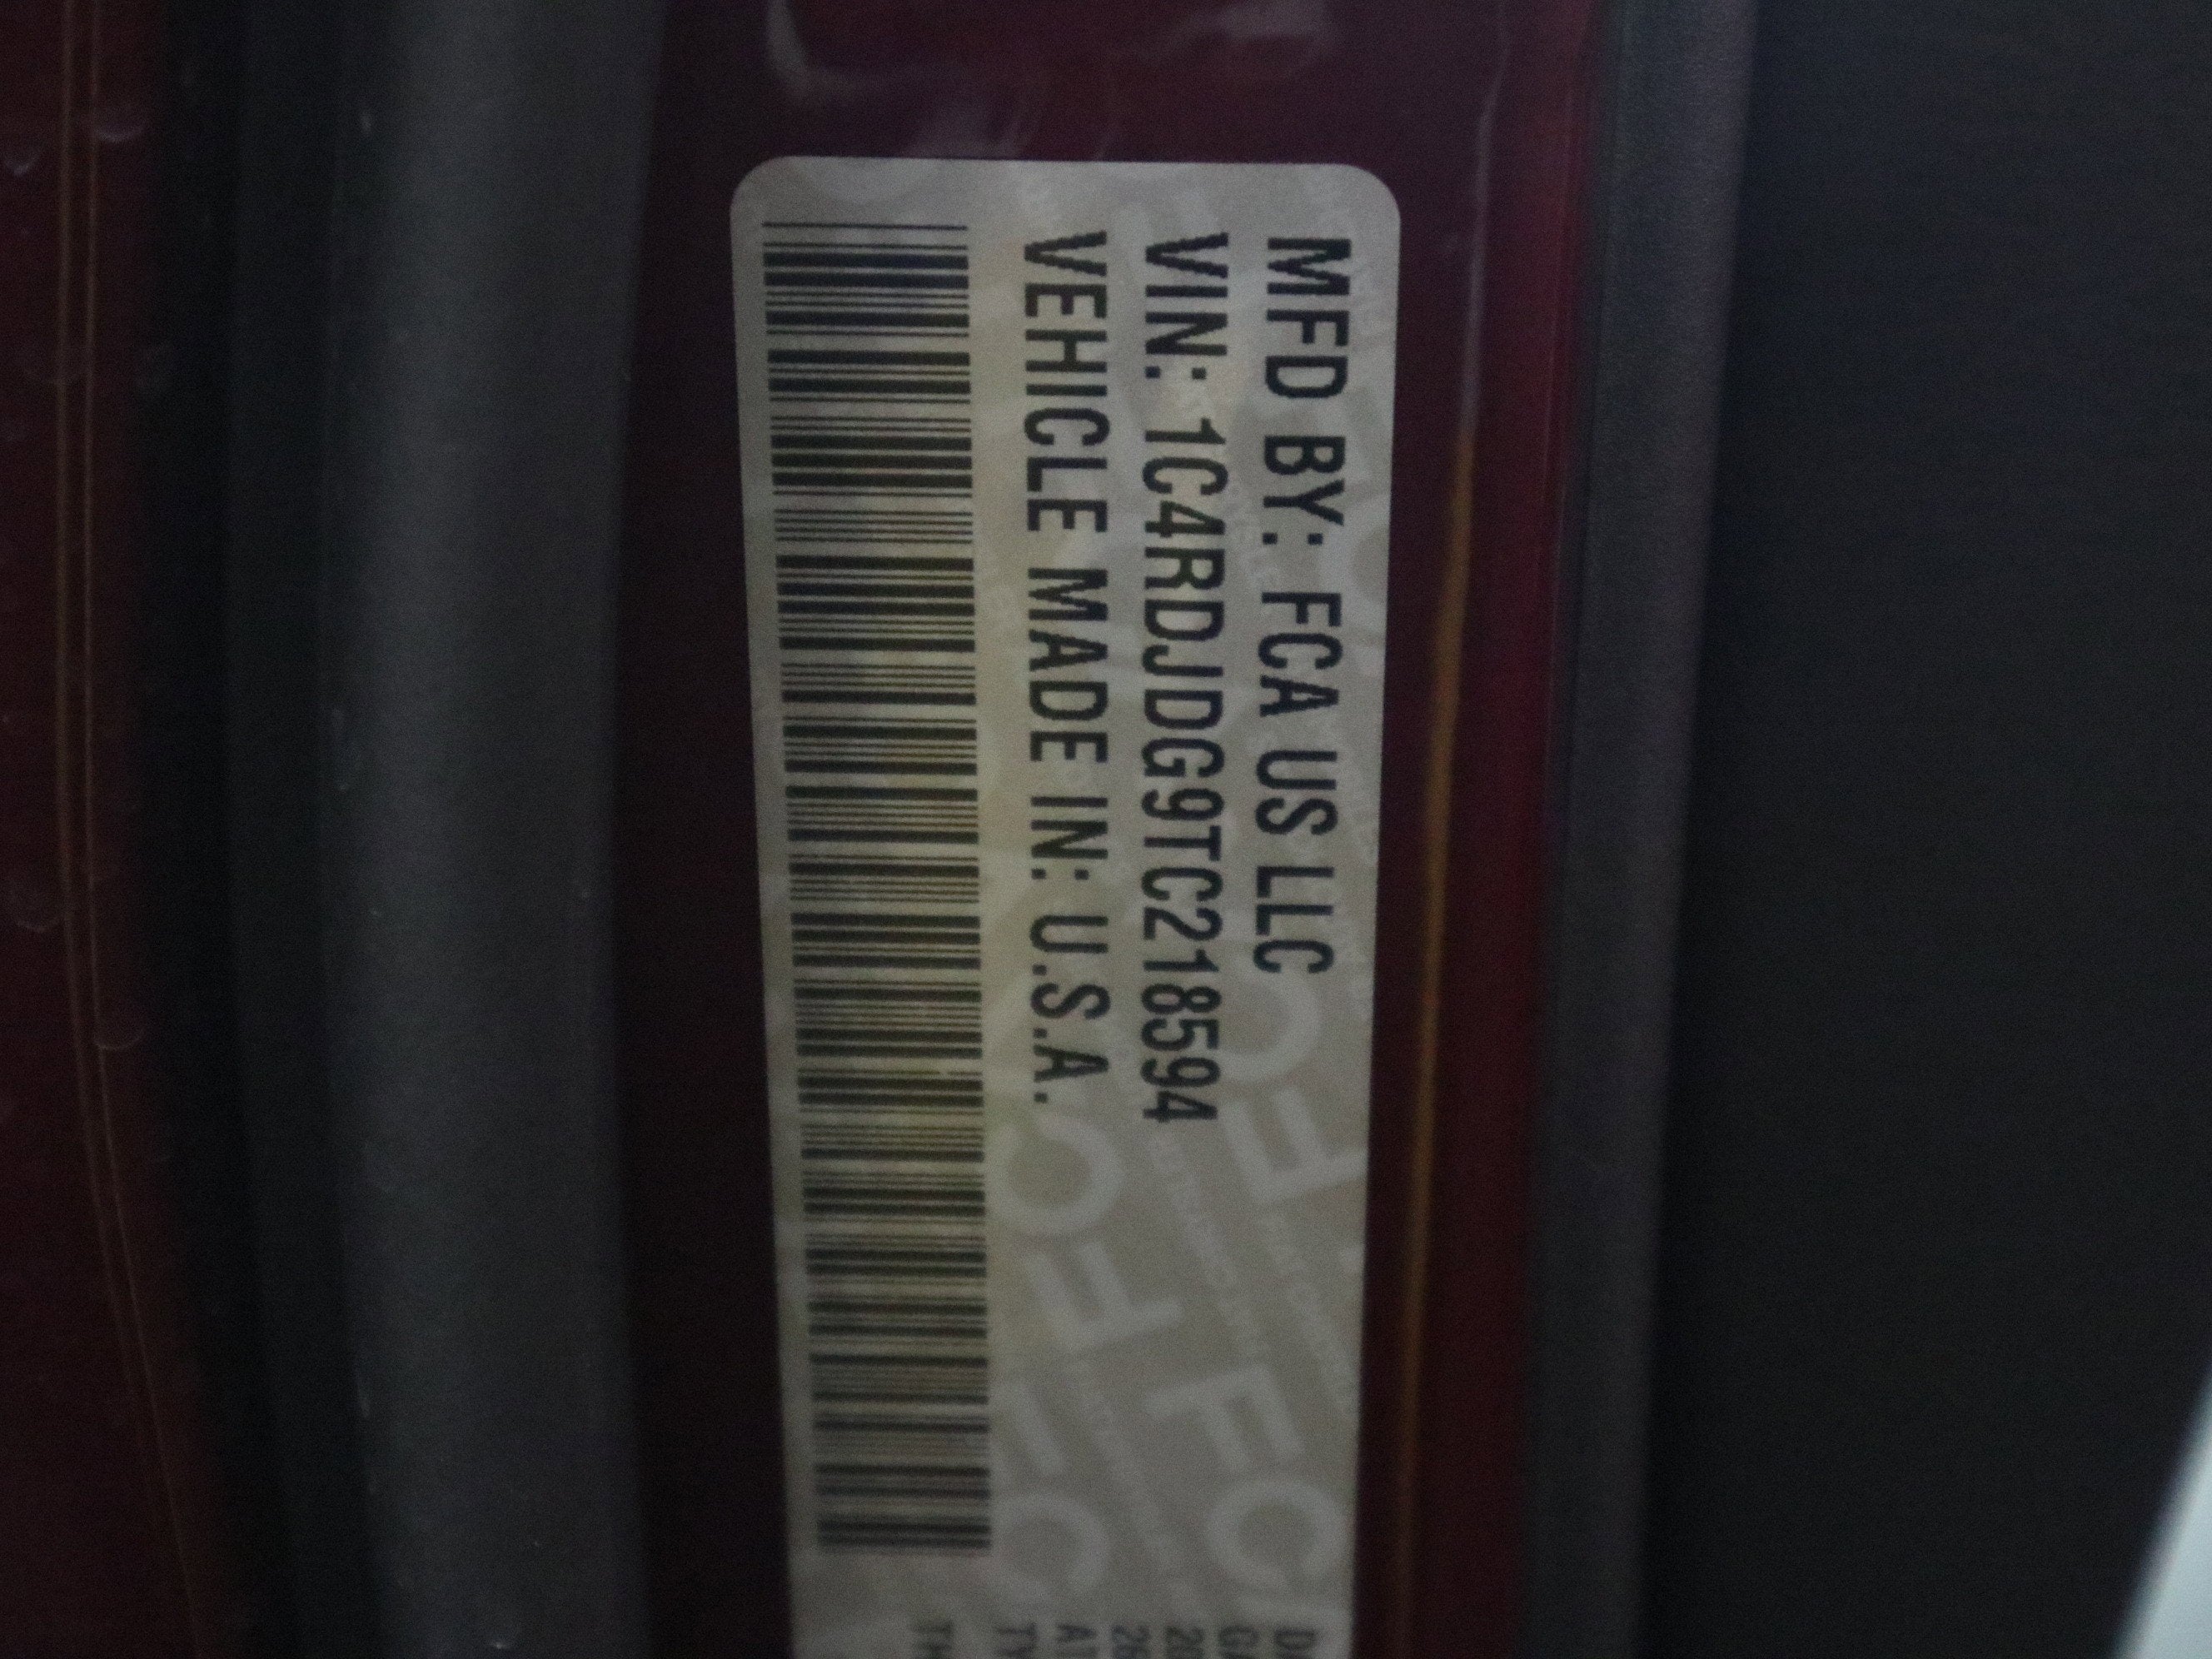 MFD BY: FCA US LLC
VIN: 1C4RDJDG9TC218594
VEHICLE MADE IN: U.S.A.